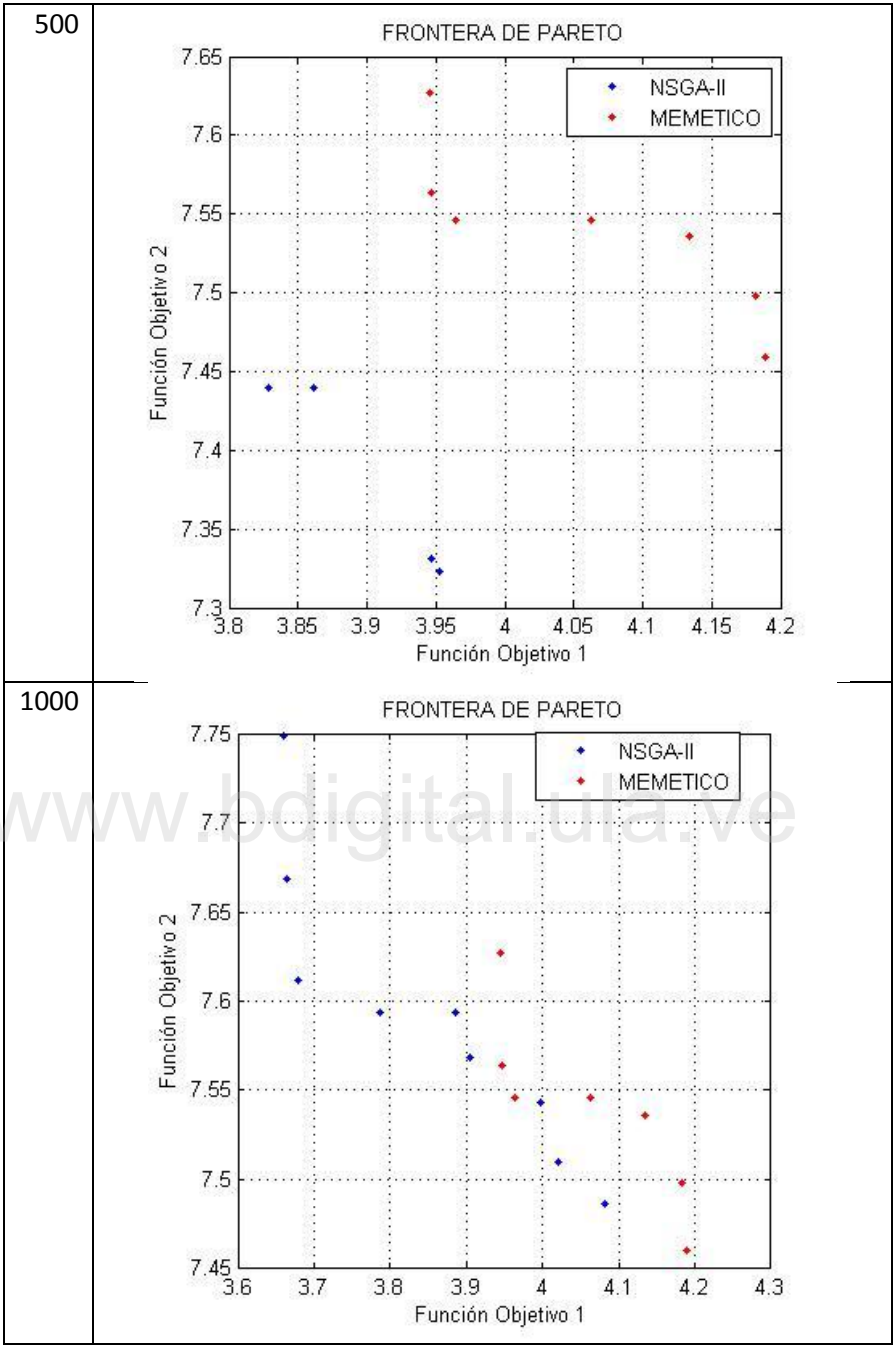 500
FRONTERA DE PARETO
7.65
7.6
7.55
7.5
7.45
7.4
7.35
7.3
Función Objetivo 2
NSGA-II
MEMETICO
3.8 3.85 3.9 3.95 4 4.05 4.1 4.15 4.2
Función Objetivo 1
1000
FRONTERA DE PARETO
7.75
7.7
7.65
7.6
7.55
7.5
7.45
Función Objetivo 2
NSGA-II
MEMETICO
www.bdigital.ula.ve
3.6 3.7 3.8 3.9 4 4.1 4.2 4.3
Función Objetivo 1